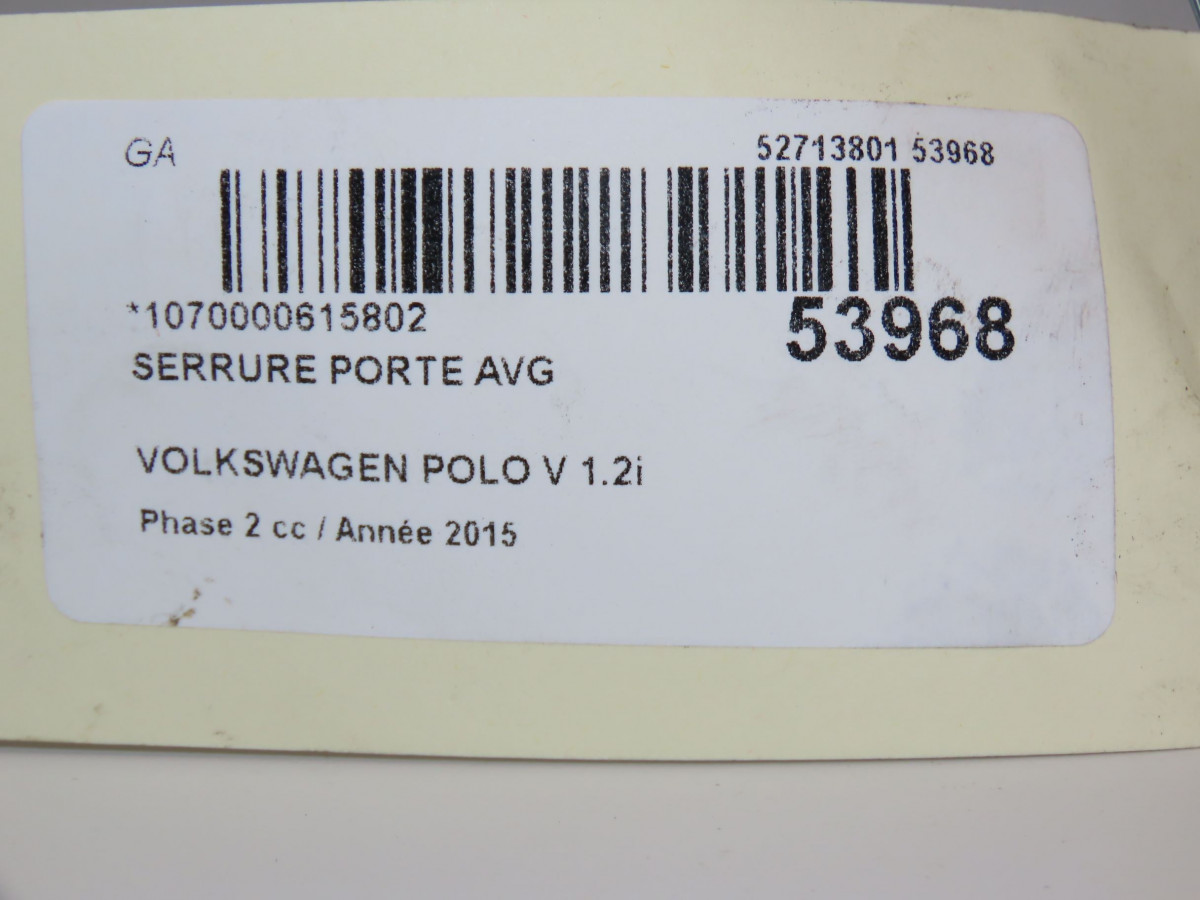 GA 52713801 53968
*1070000615802 53968
SERRURE PORTE AVG
VOLKSWAGEN POLO V 1.2i
Phase 2 cc / Année 2015